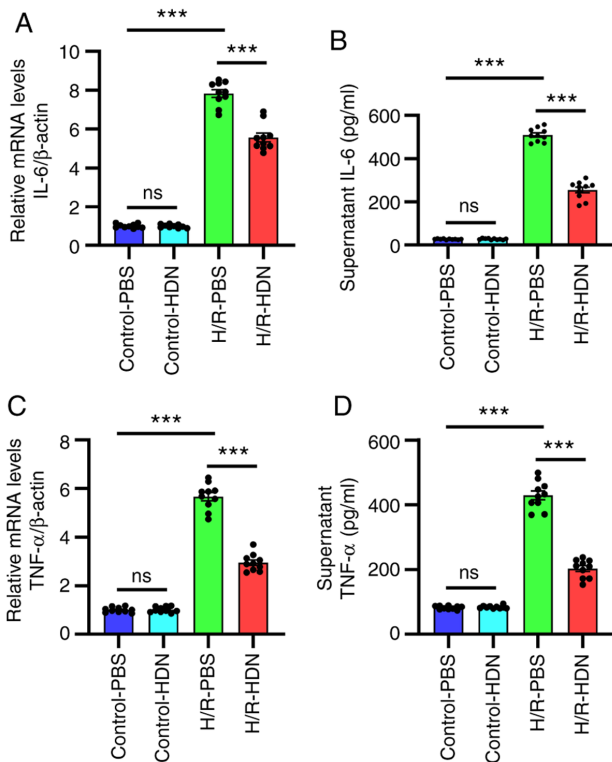 A
Relative mRNA levels
IL-6/β-actin
10
8
6
4
2
0
***
***
ns
Control-PBS
Control-HDN
H/R-PBS
H/R-HDN
B
Supernatant IL-6 (pg/ml)
600
400
200
0
***
***
ns
Control-PBS
Control-HDN
H/R-PBS
H/R-HDN
C
Relative mRNA levels
TNF-α/β-actin
8
6
4
2
0
***
***
ns
Control-PBS
Control-HDN
H/R-PBS
H/R-HDN
D
Supernatant
TNF-α (pg/ml)
600
400
200
0
***
***
ns
Control-PBS
Control-HDN
H/R-PBS
H/R-HDN